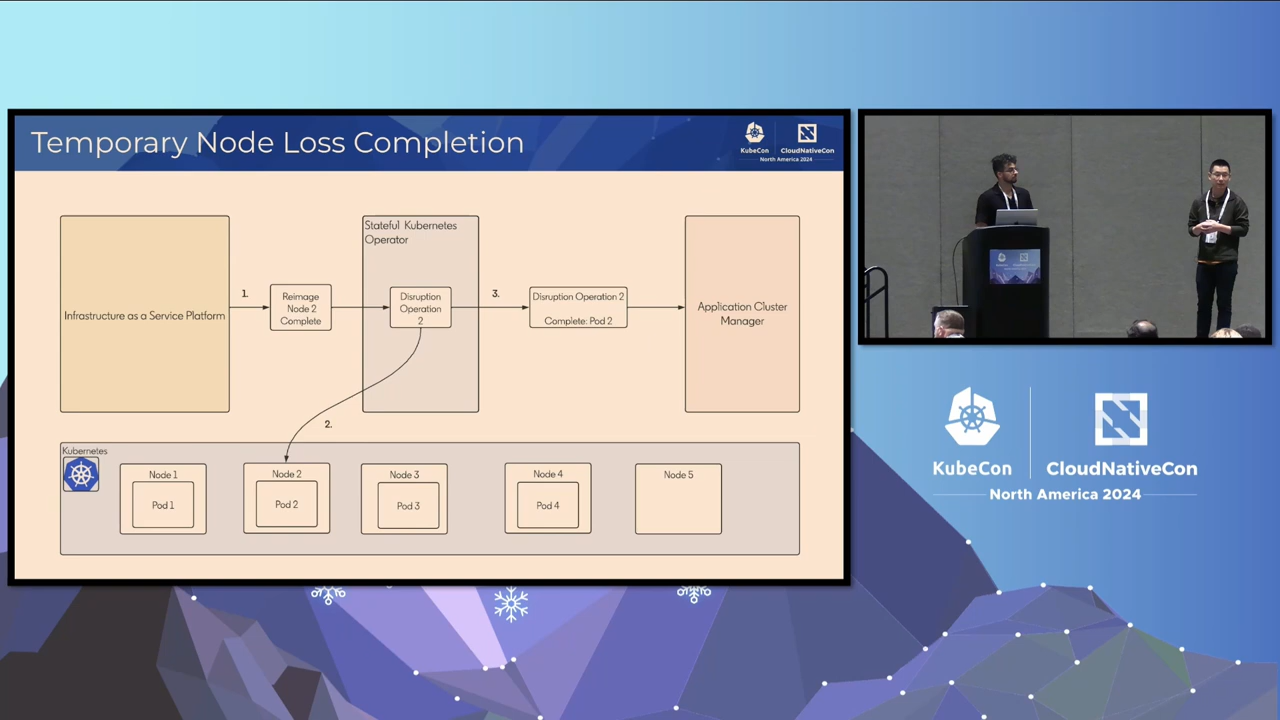 Temporary Node Loss Completion
KubeCon
CloudNativeCon
North America 2024
Infrastructure as a Service Platform
1.
Reimage
Node 2
Complete
Stateful Kubernetes
Operator
Disruption
Operation
2
3.
Disruption Operation 2
Complete: Pod 2
Application Cluster
Manager
2.
Kubernetes
Node 1
Pod 1
Node 2
Pod 2
Node 3
Pod 3
Node 4
Pod 4
Node 5
KubeCon
CloudNativeCon
North America 2024